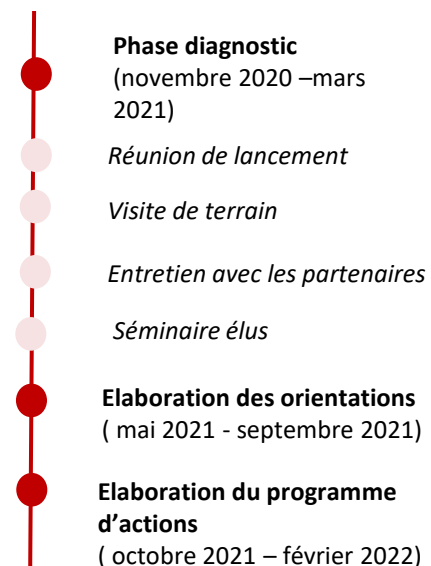 Phase diagnostic
(novembre 2020 –mars
2021)
Réunion de lancement
Visite de terrain
Entretien avec les partenaires
Séminaire élus
Elaboration des orientations
( mai 2021 - septembre 2021)
Elaboration du programme
d’actions
( octobre 2021 – février 2022)